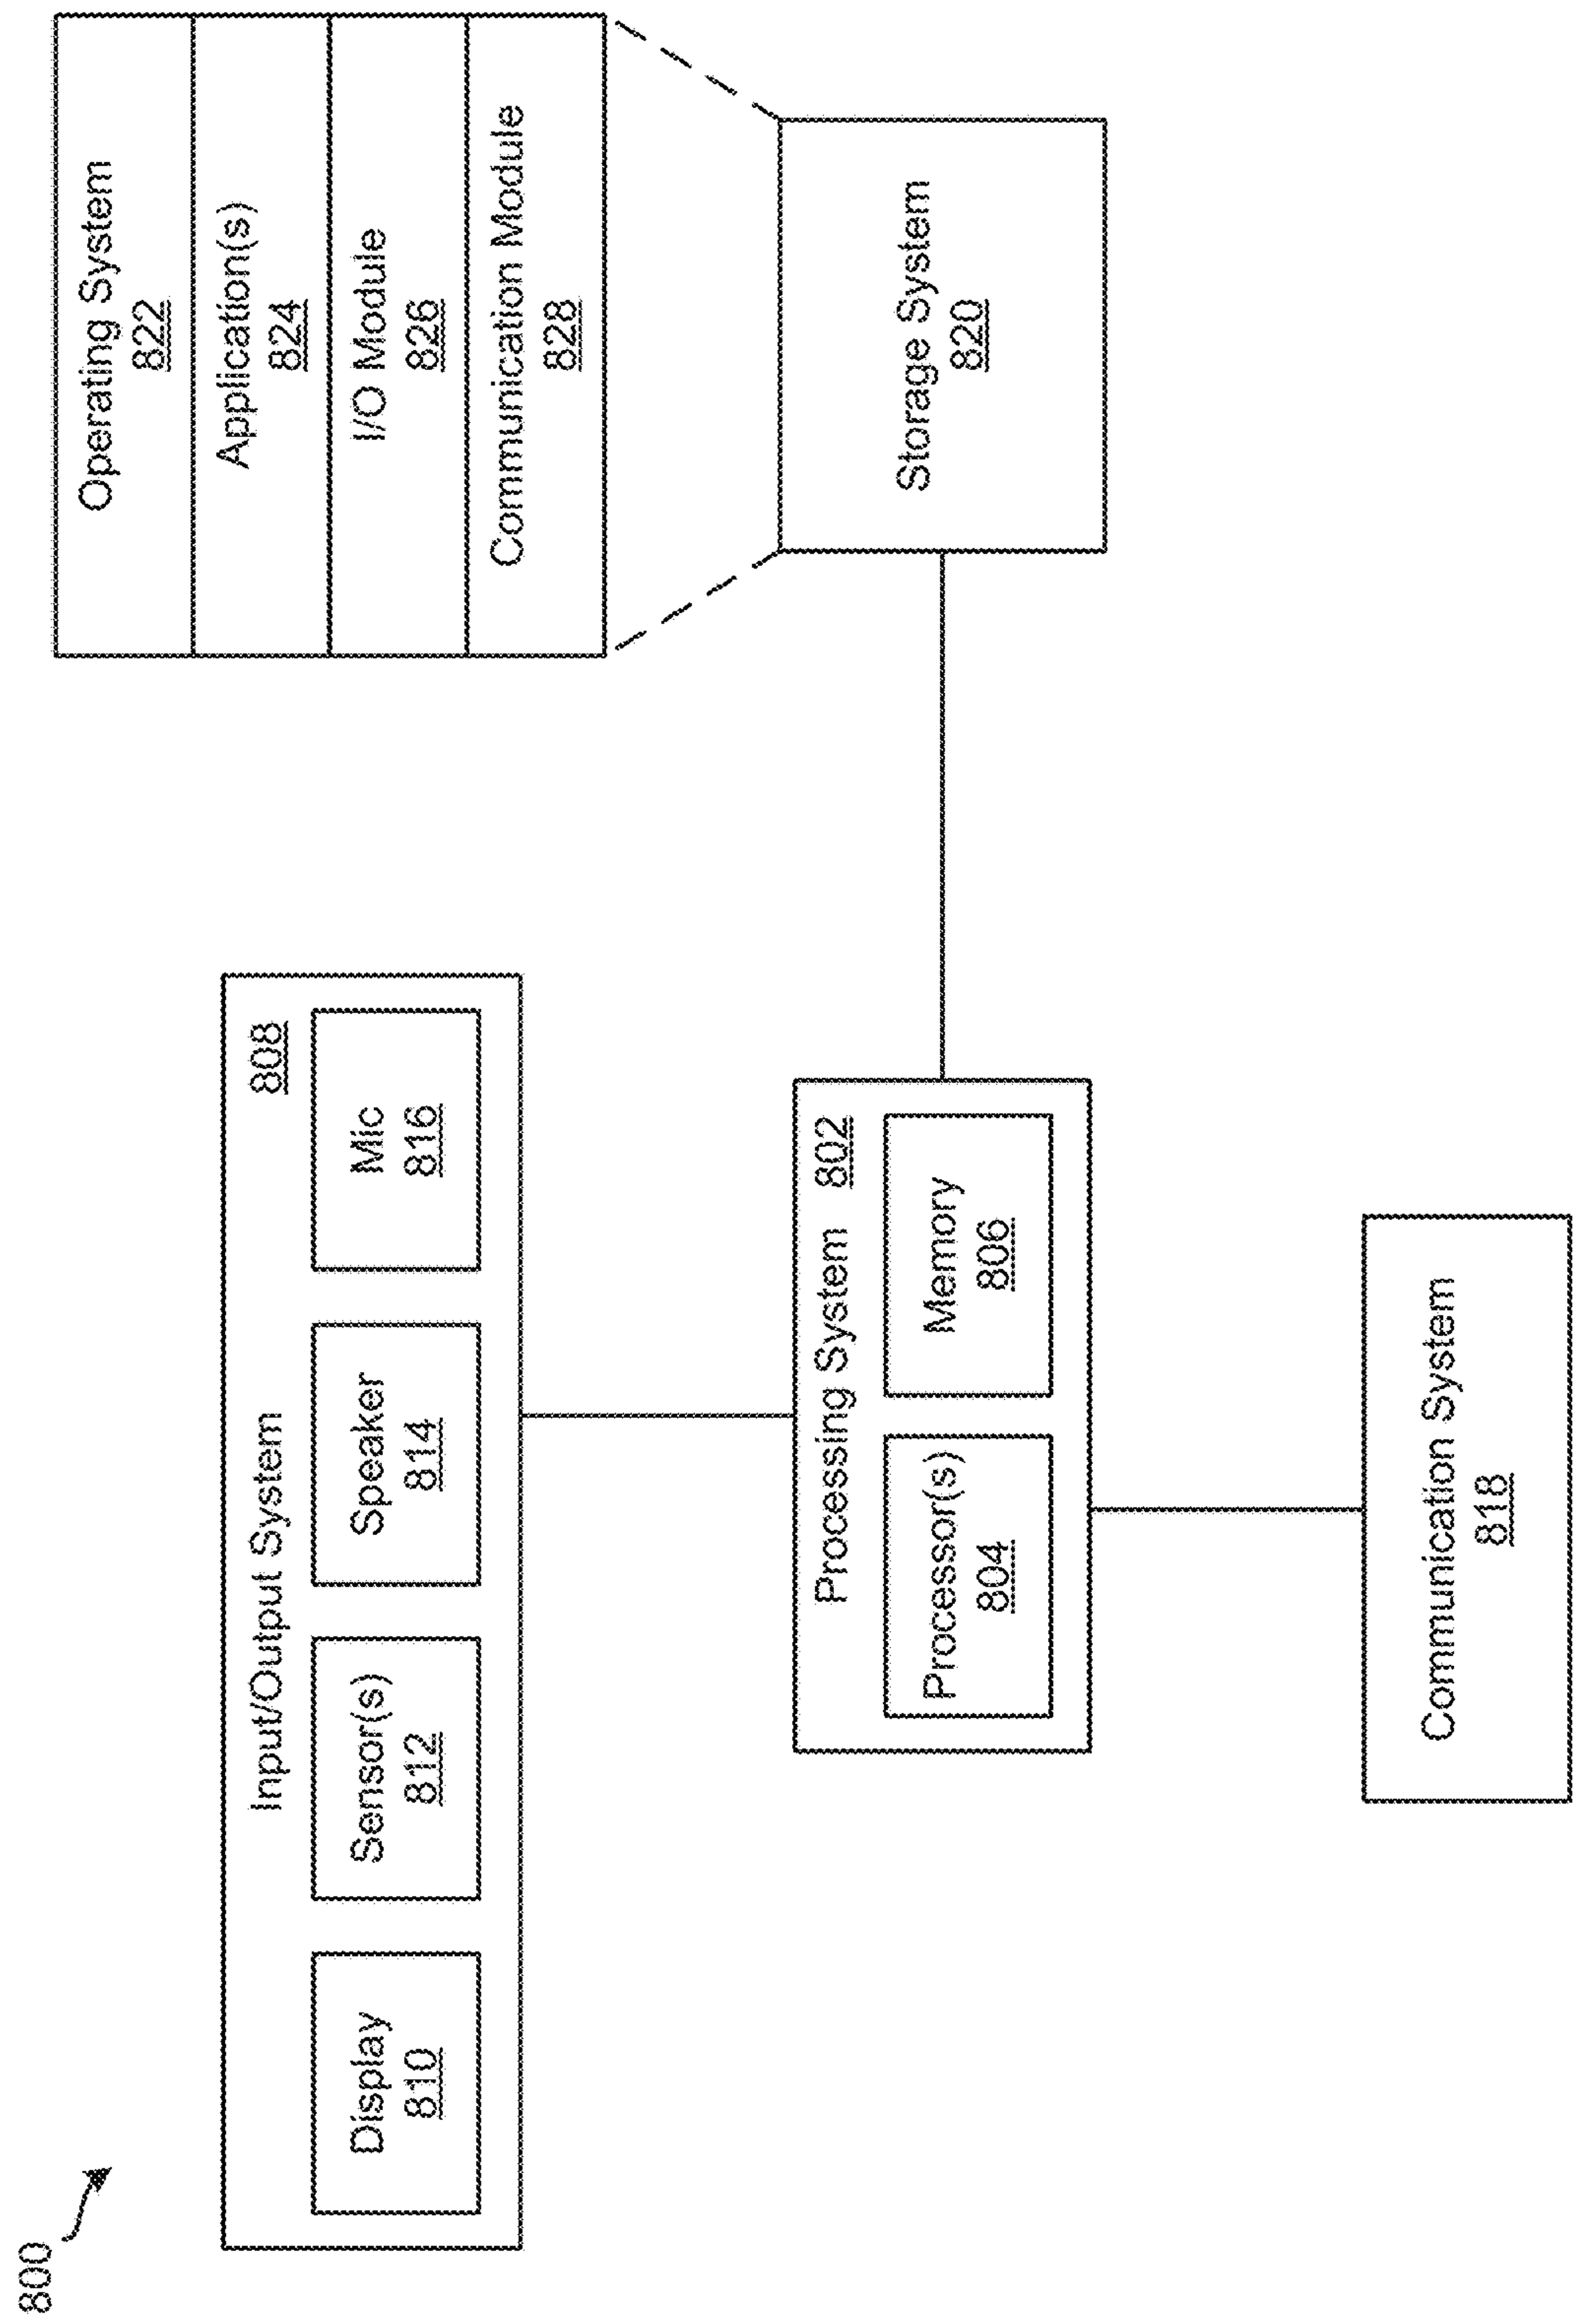 800
Input/Output System
808
Display
810
Sensor(s)
812
Speaker
814
Mic
816
Processing System
802
Processor(s)
804
Memory
806
Communication System
818
Operating System
822
Application(s)
824
I/O Module
826
Communication Module
828
Storage System
820